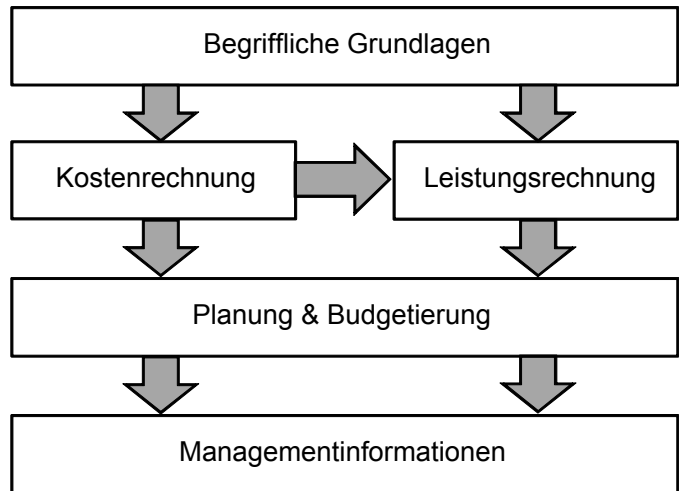 Begriffliche Grundlagen
Kostenrechnung
Leistungsrechnung
Planung & Budgetierung
Managementinformationen